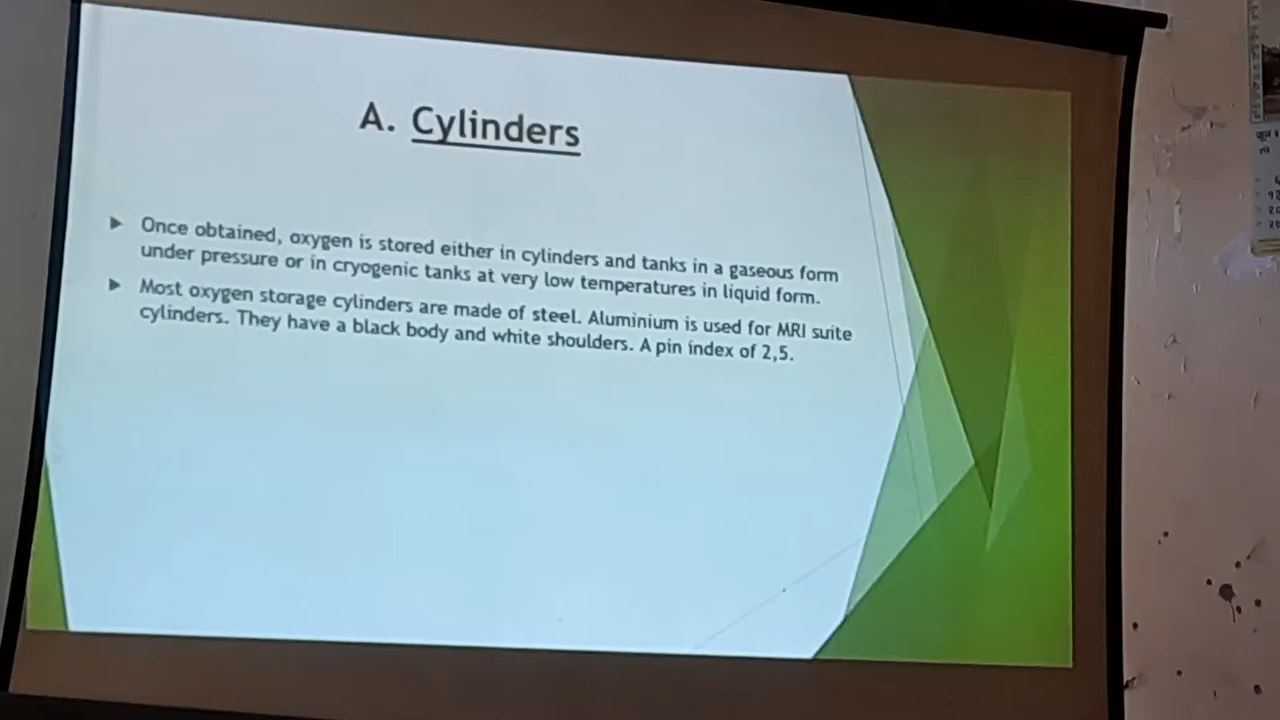 A. Cylinders
Once obtained, oxygen is stored either in cylinders and tanks in a gaseous form
under pressure or in cryogenic tanks at very low temperatures in liquid form.
Most oxygen storage cylinders are made of steel. Aluminium is used for MRI suite
cylinders. They have a black body and white shoulders. A pin index of 2,5.